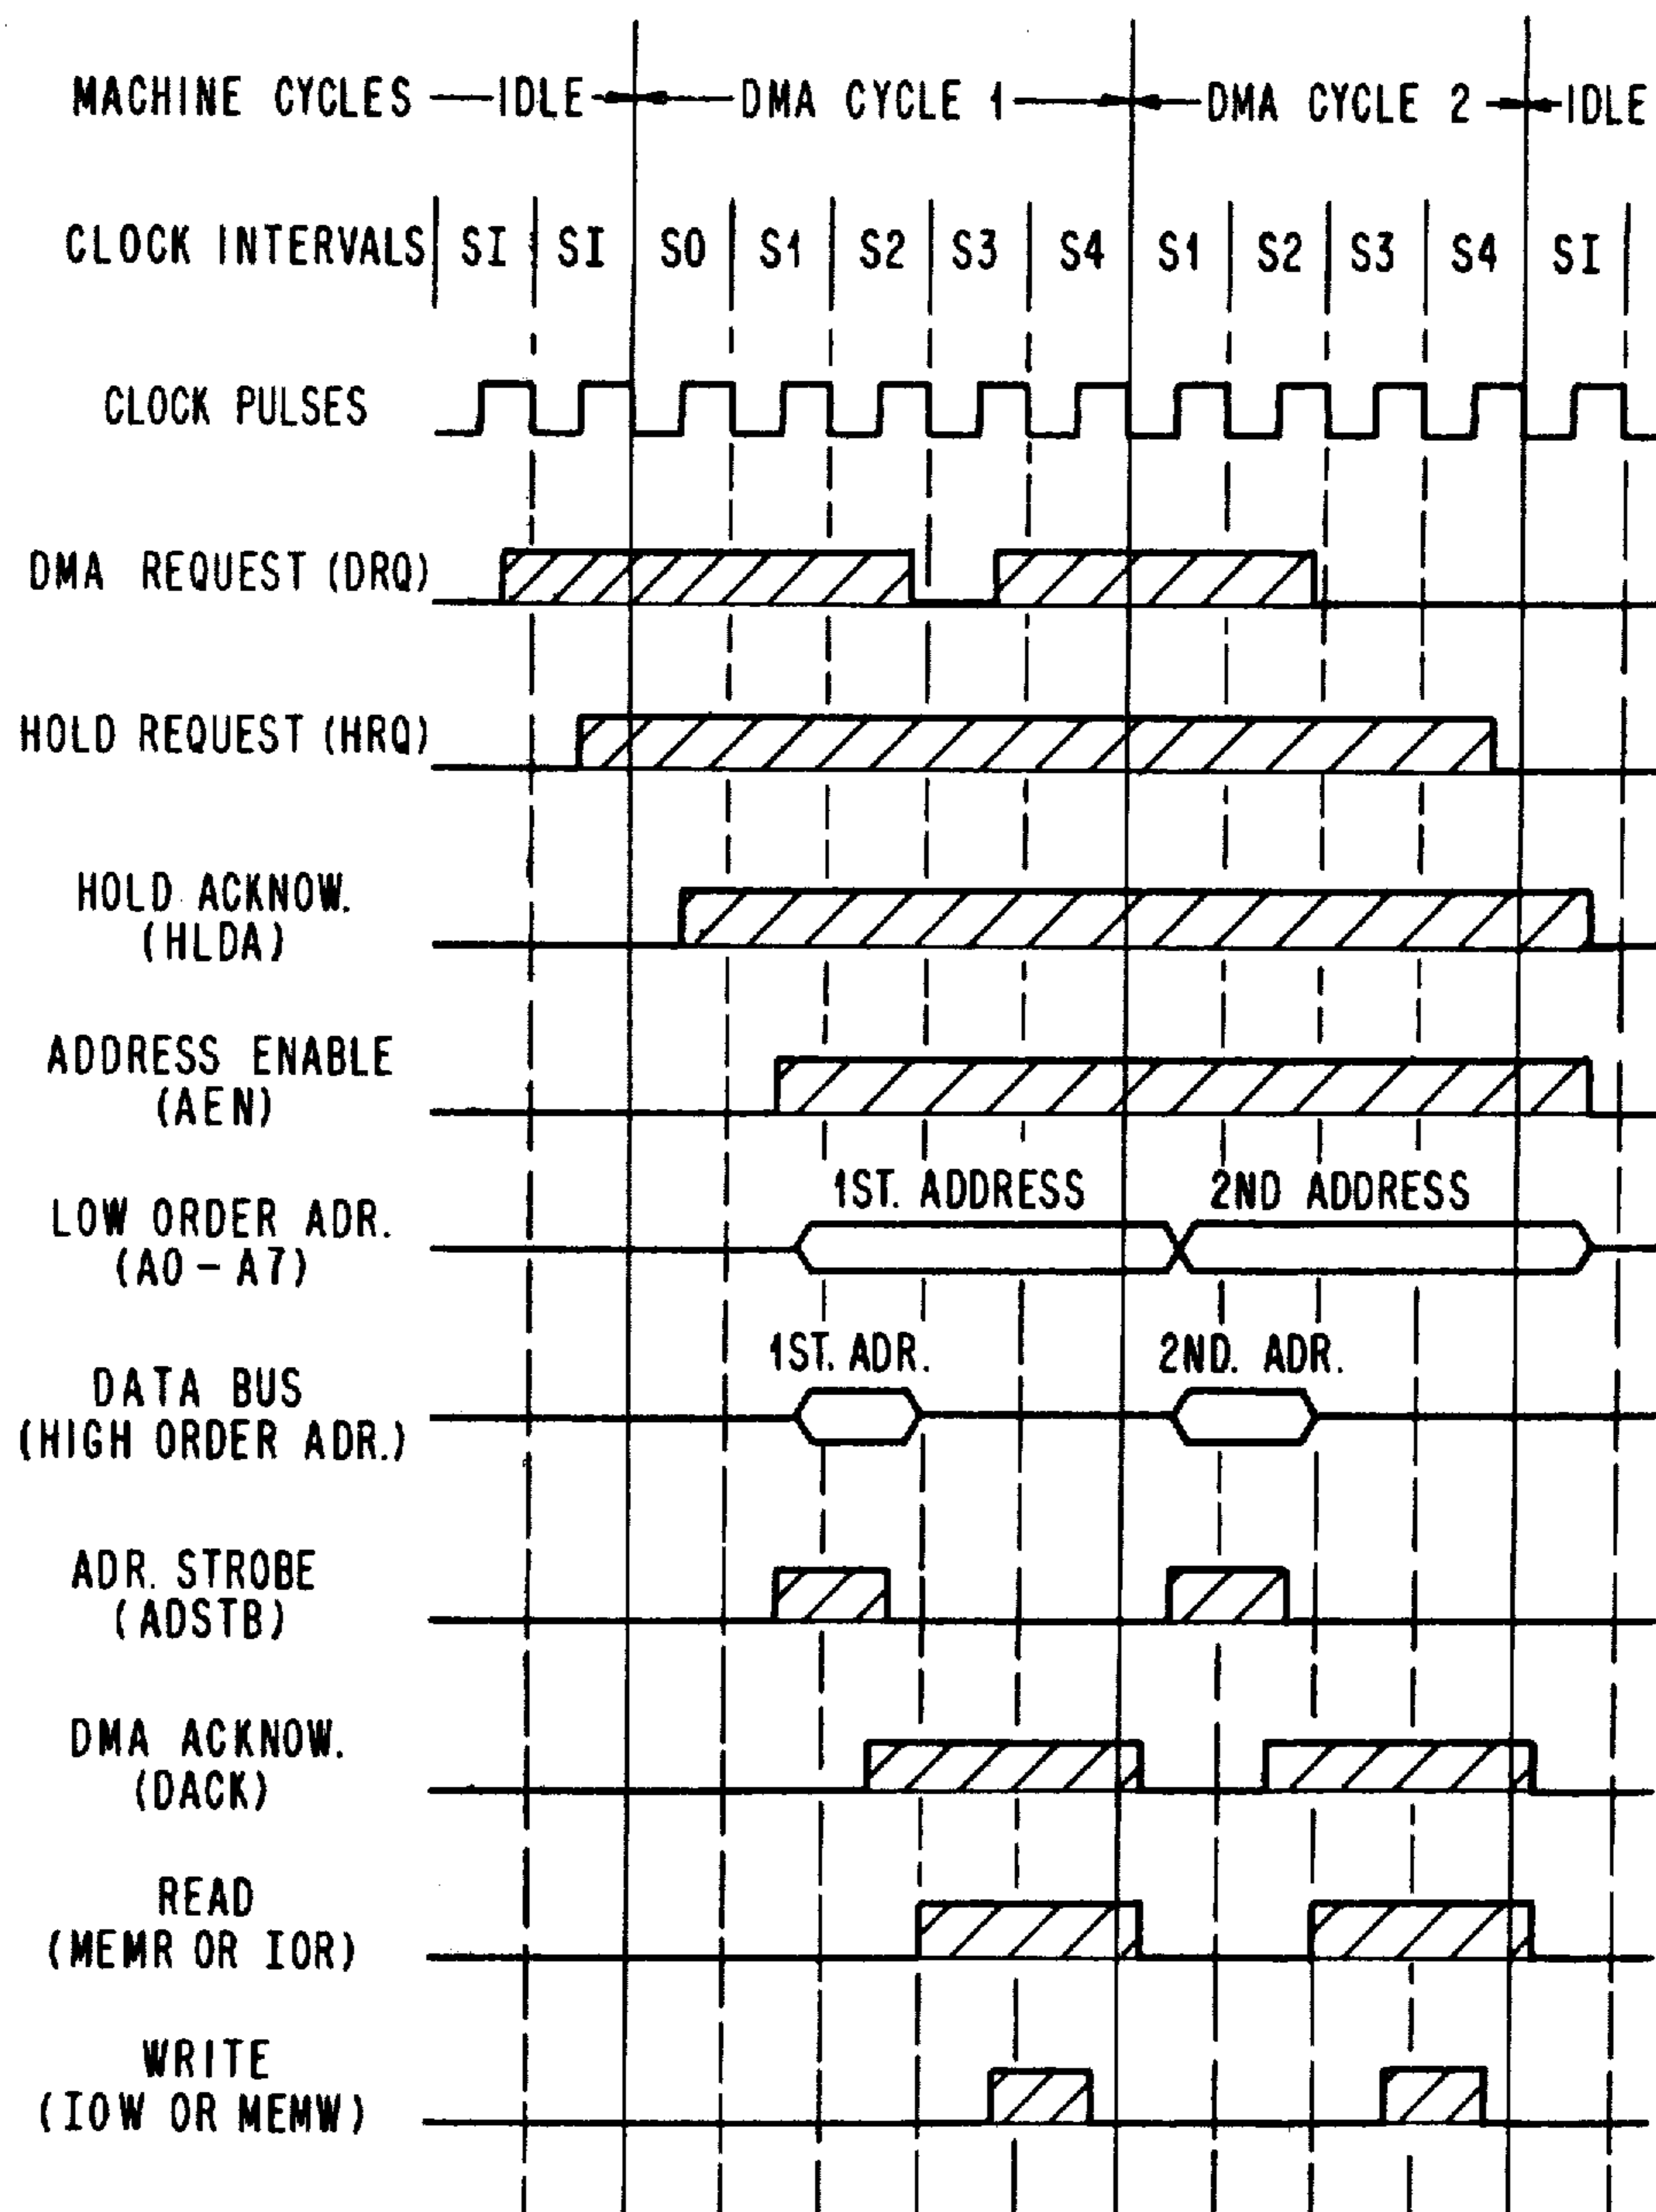 MACHINE CYCLES IDLE DMA CYCLE 1 DMA CYCLE 2 IDLE
CLOCK INTERVALS SI SI S0 S1 S2 S3 S4 S1 S2 S3 S4 SI
CLOCK PULSES
DMA REQUEST (DRQ)
HOLD REQUEST (HRQ)
HOLD ACKNOW.
(HLDA)
ADDRESS ENABLE
(AEN)
1ST. ADDRESS 2ND ADDRESS
LOW ORDER ADR.
(A0-A7)
1ST. ADR. 2ND. ADR.
DATA BUS
(HIGH ORDER ADR.)
ADR. STROBE
(ADSTB)
DMA ACKNOW.
(DACK)
READ
(MEMR OR IOR)
WRITE
(IOW OR MEMW)